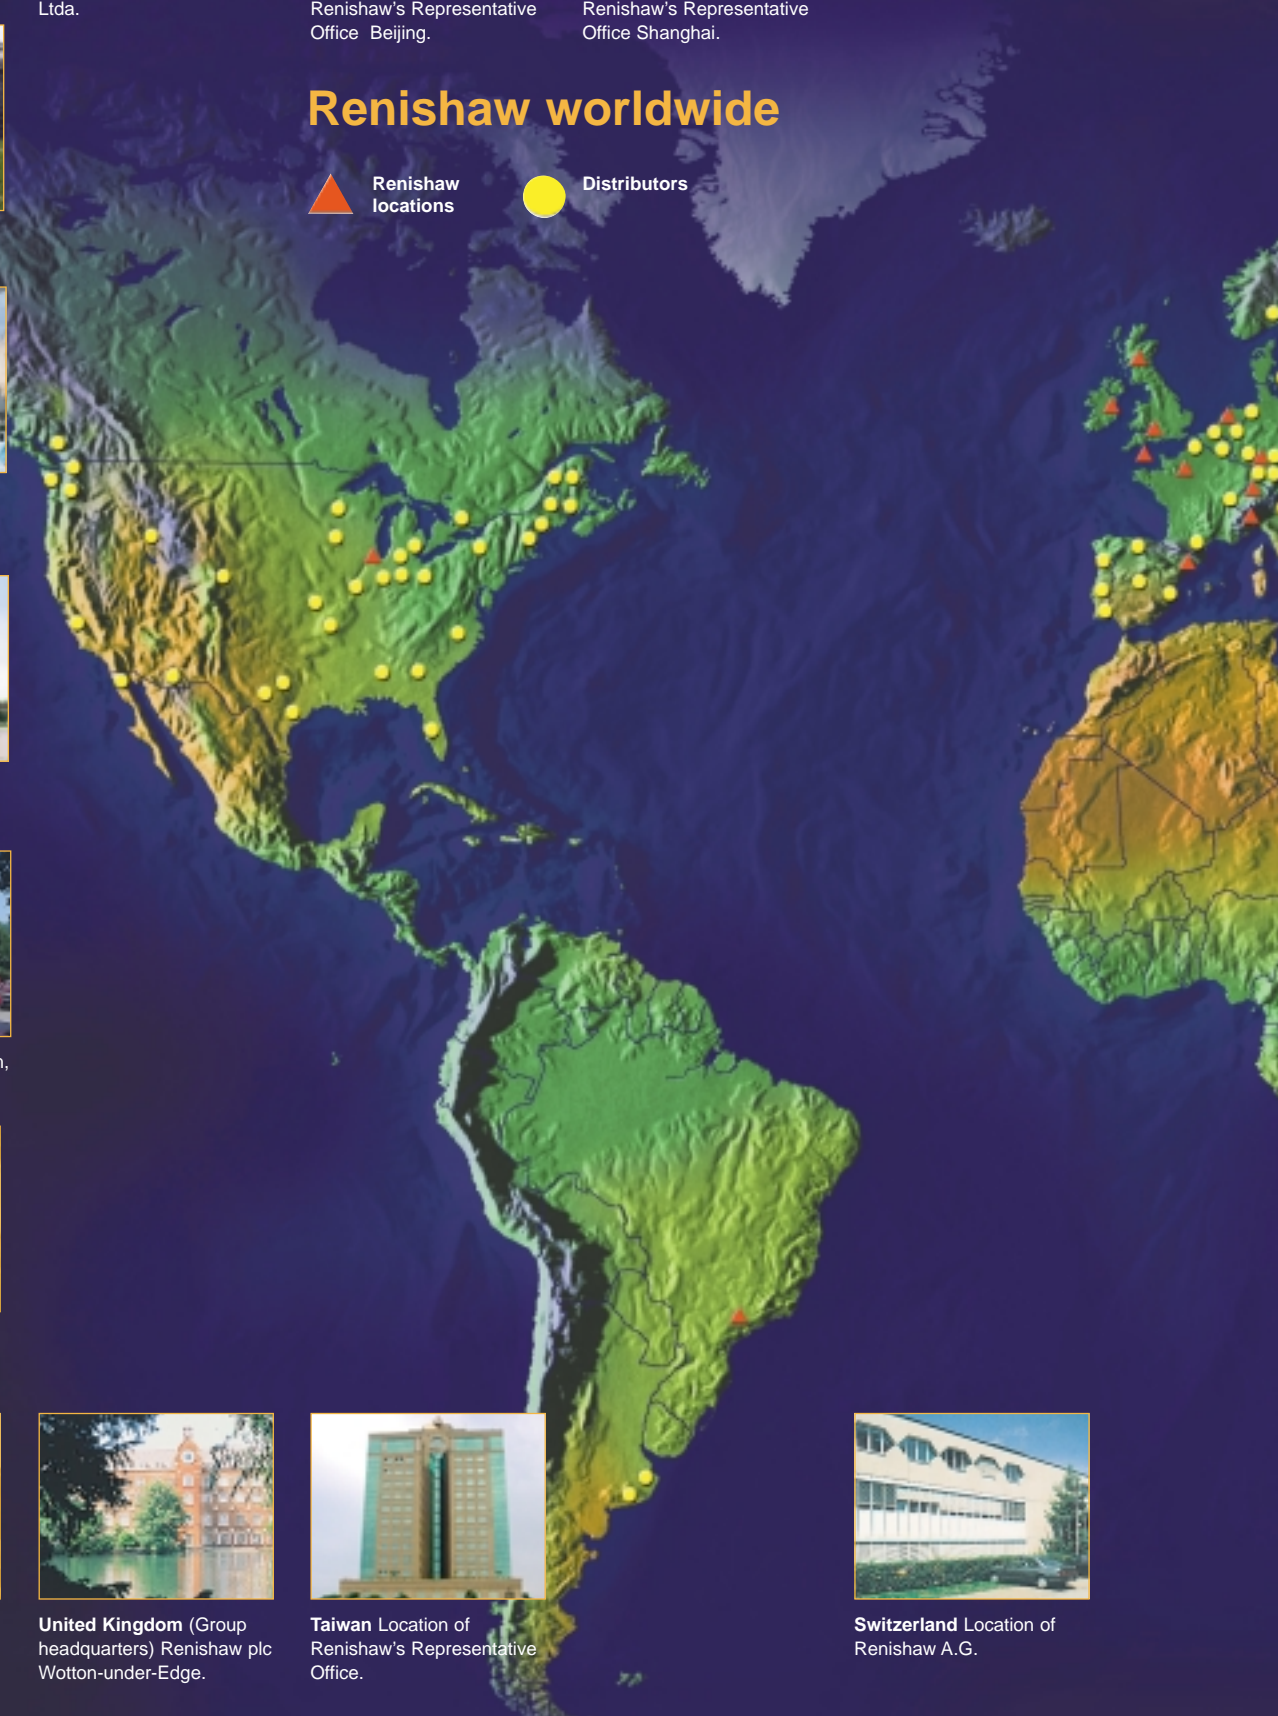 Ltda.
Renishaw's Representative
Office Beijing.
Renishaw's Representative
Office Shanghai.
Renishaw worldwide
Renishaw
locations
Distributors
n,
United Kingdom (Group
headquarters) Renishaw plc
Wotton-under-Edge.
Taiwan Location of
Renishaw's Representative
Office.
Switzerland Location of
Renishaw A.G.